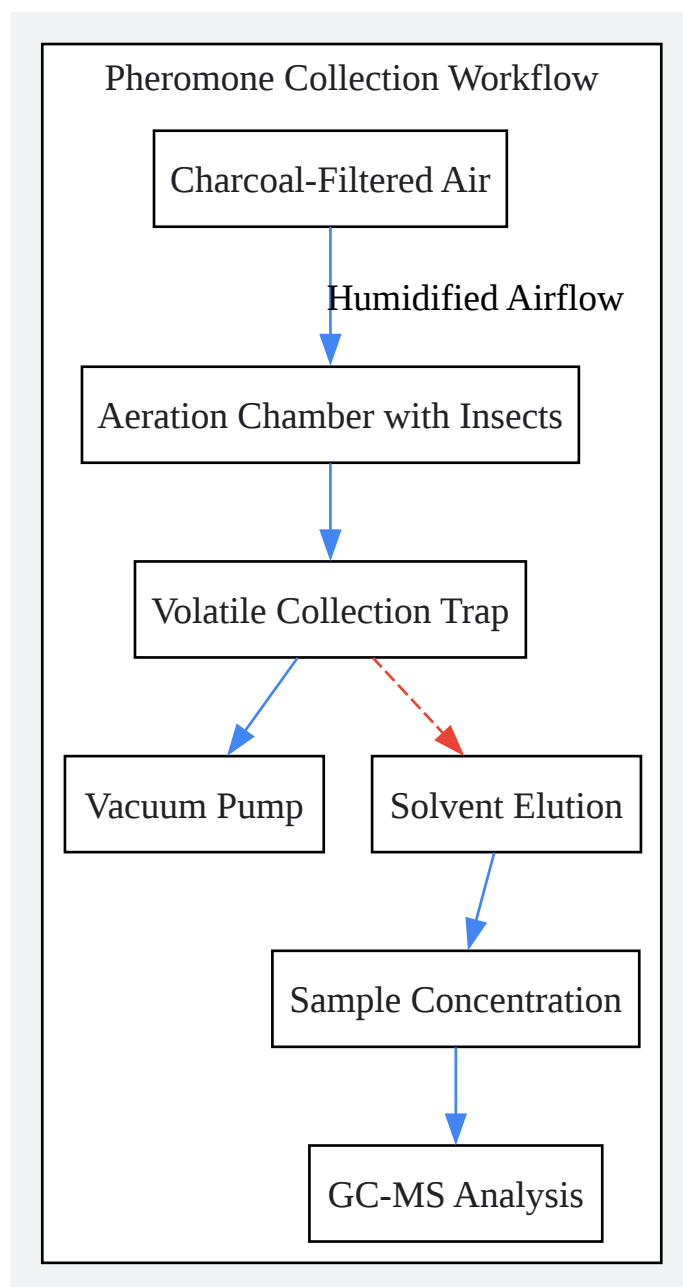 Pheromone Collection Workflow
Charcoal-Filtered Air
Humidified Airflow
Aeration Chamber with Insects
Volatile Collection Trap
Vacuum Pump
Solvent Elution
Sample Concentration
GC-MS Analysis